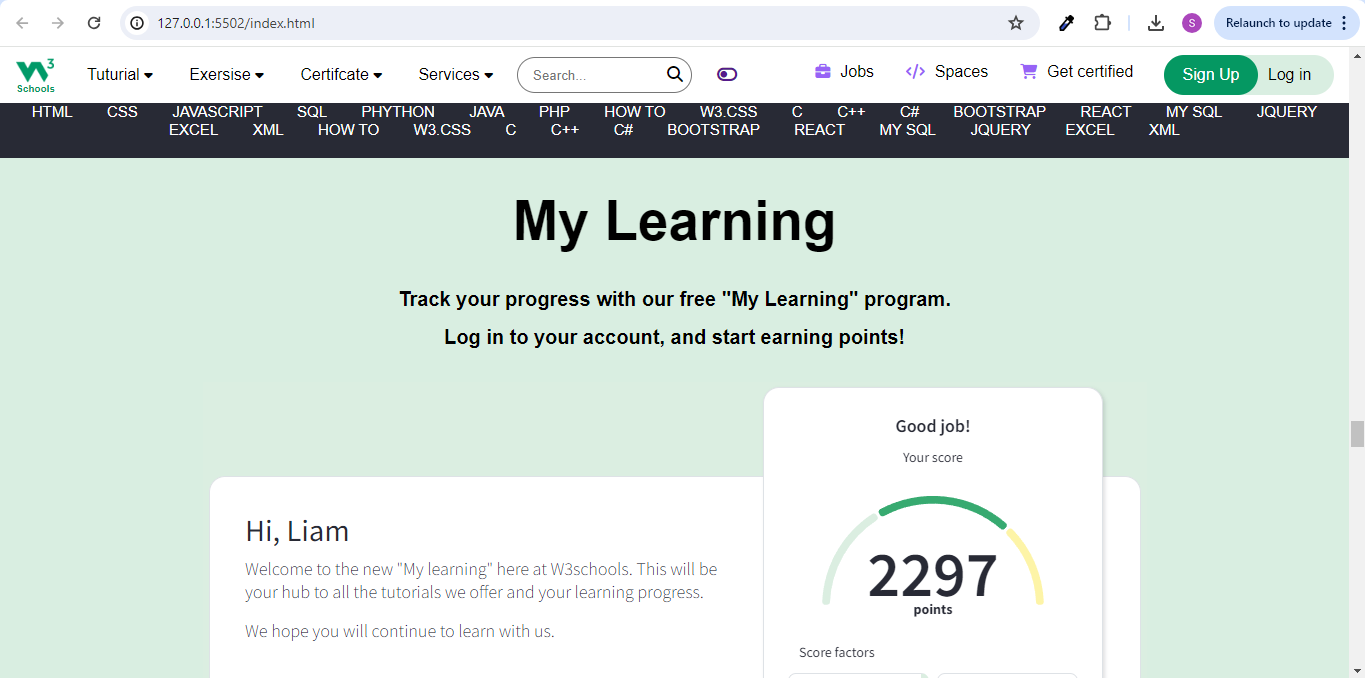 127.0.0.1:5502/index.html S Relaunch to update
W3 Schools Tuturial Exersise Certifcate Services Search... Jobs </> Spaces Get certified Sign Up Log in
HTML CSS JAVASCRIPT SQL PHYTHON JAVA PHP HOW TO W3.CSS C C++ C# BOOTSTRAP REACT MY SQL JQUERY
EXCEL XML HOW TO W3.CSS C C++ C# BOOTSTRAP REACT MY SQL JQUERY EXCEL XML
My Learning
Track your progress with our free "My Learning" program.
Log in to your account, and start earning points!
Good job!
Your score
2297
points
Score factors
Hi, Liam
Welcome to the new "My learning" here at W3schools. This will be
your hub to all the tutorials we offer and your learning progress.
We hope you will continue to learn with us.